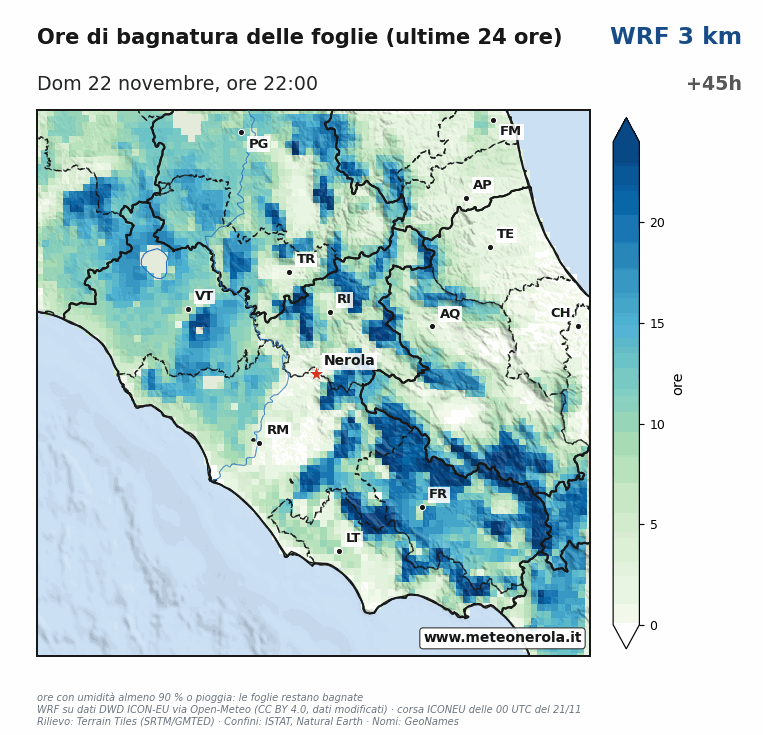 Ore di bagnatura delle foglie (ultime 24 ore)
WRF 3 km
Dom 22 novembre, ore 22:00
+45h
FM
PG
AP
TE
TR
VT
RI
AQ
CH
Nerola
RM
FR
LT
www.meteonerola.it
20
15
10
5
0
ore
ore con umidità almeno 90 % o pioggia: le foglie restano bagnate
WRF su dati DWD ICON-EU via Open-Meteo (CC BY 4.0, dati modificati) · corsa ICONEU delle 00 UTC del 21/11
Rilievo: Terrain Tiles (SRTM/GMTED) · Confini: ISTAT, Natural Earth · Nomi: GeoNames